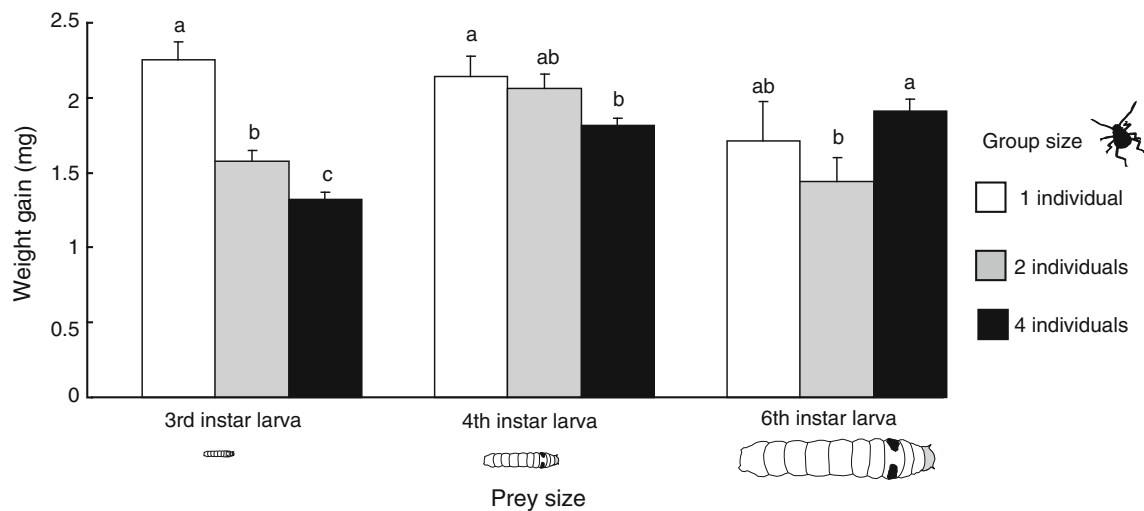 2.5
2
1.5
1
0.5
0
Weight gain (mg)
a
b
c
a
ab
b
ab
b
a
Group size
1 individual
2 individuals
4 individuals
3rd instar larva
4th instar larva
6th instar larva
Prey size